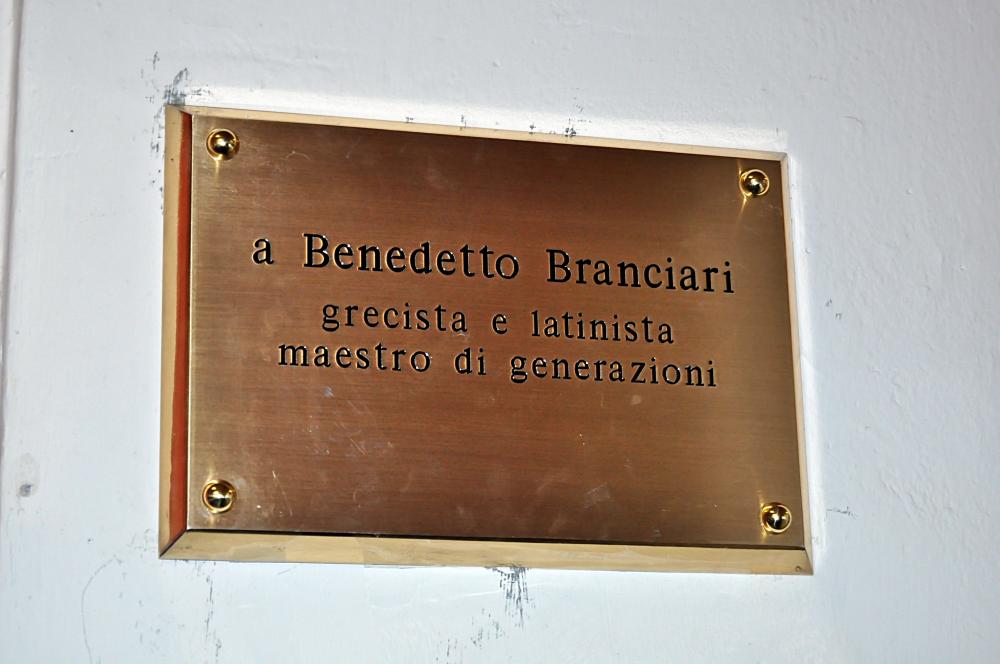 a Benedetto Branciari
grecista e latinista
maestro di generazioni